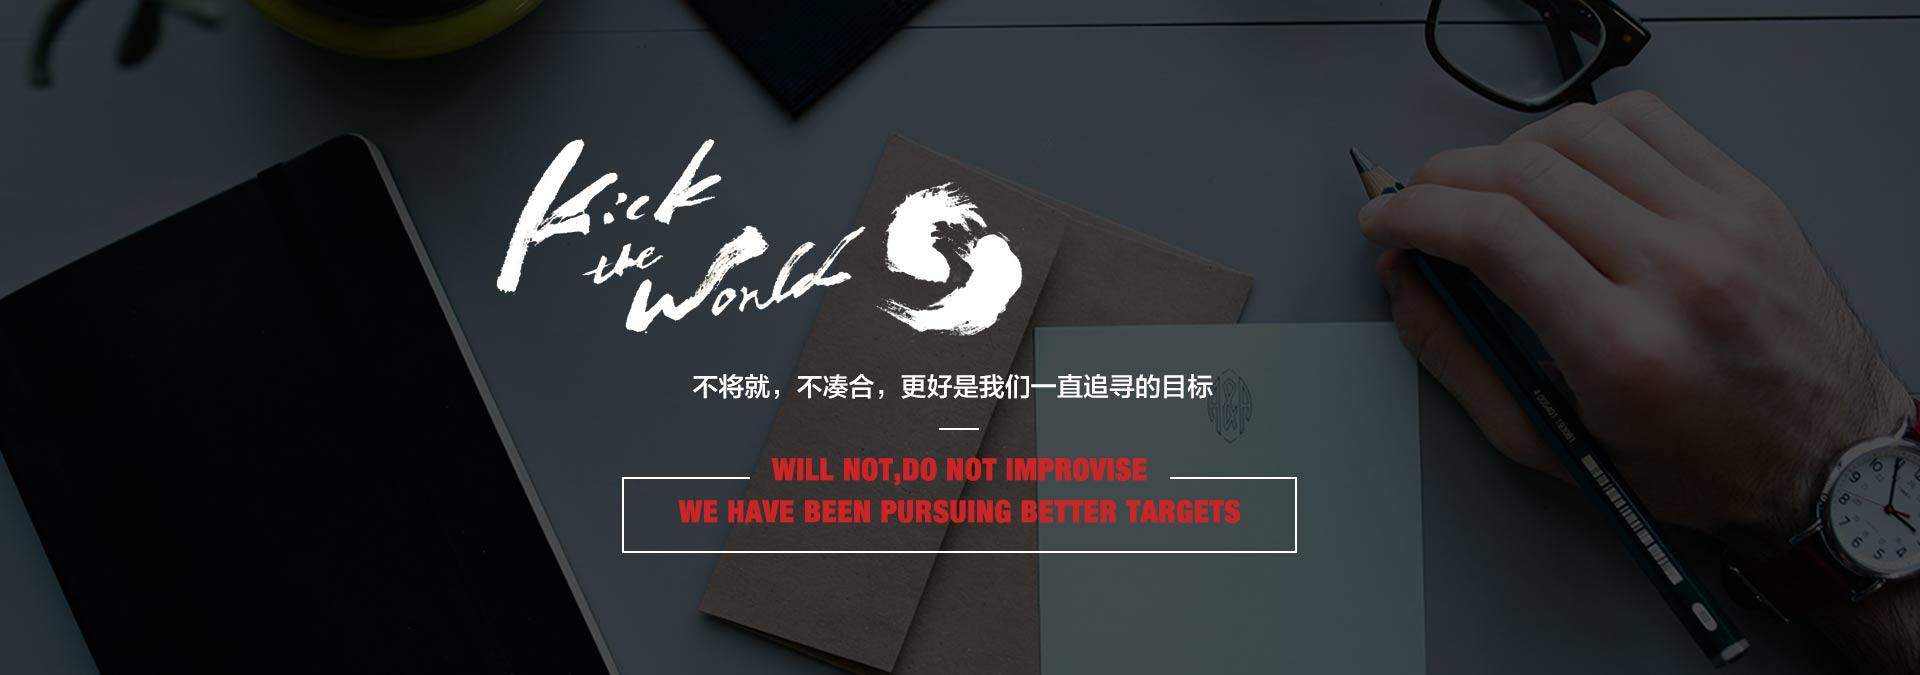 Kick
the
World
不将就，不凑合，更好是我们一直追寻的目标
H&A
WILL NOT,DO NOT IMPROVISE
WE HAVE BEEN PURSUING BETTER TARGETS